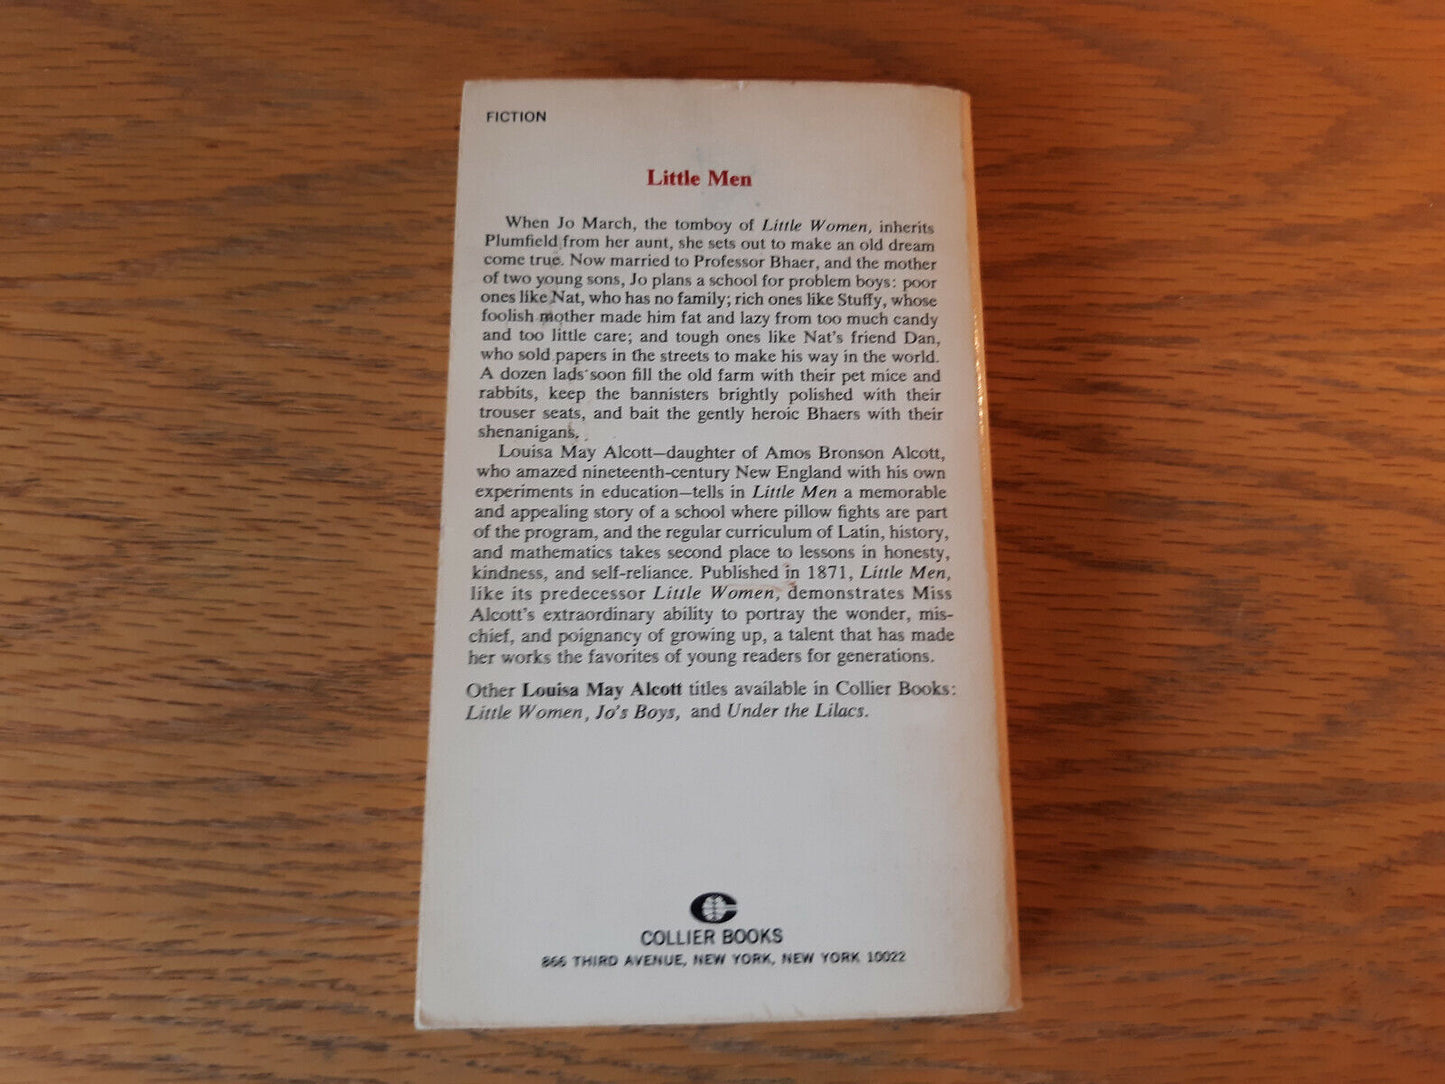 FICTION
Little Men
When Jo March, the tomboy of Little Women, inherits
Plumfield from her aunt, she sets out to make an old dream
come true. Now married to Professor Bhaer, and the mother
of two young sons, Jo plans a school for problem boys: poor
ones like Nat, who has no family; rich ones like Stuffy, whose
foolish mother made him fat and lazy from too much candy
and too little care; and tough ones like Nat's friend Dan,
who sold papers in the streets to make his way in the world.
A dozen lads soon fill the old farm with their pet mice and
rabbits, keep the bannisters brightly polished with their
trouser seats, and bait the gently heroic Bhaers with their
shenanigans.
Louisa May Alcott—daughter of Amos Bronson Alcott,
who amazed nineteenth-century New England with his own
experiments in education—tells in Little Men a memorable
and appealing story of a school where pillow fights are part
of the program, and the regular curriculum of Latin, history,
and mathematics takes second place to lessons in honesty,
kindness, and self-reliance. Published in 1871, Little Men,
like its predecessor Little Women, demonstrates Miss
Alcott's extraordinary ability to portray the wonder, mis-
chief, and poignancy of growing up, a talent that has made
her works the favorites of young readers for generations.
Other Louisa May Alcott titles available in Collier Books:
Little Women, Jo's Boys, and Under the Lilacs.
COLLIER BOOKS
866 THIRD AVENUE, NEW YORK, NEW YORK 10022